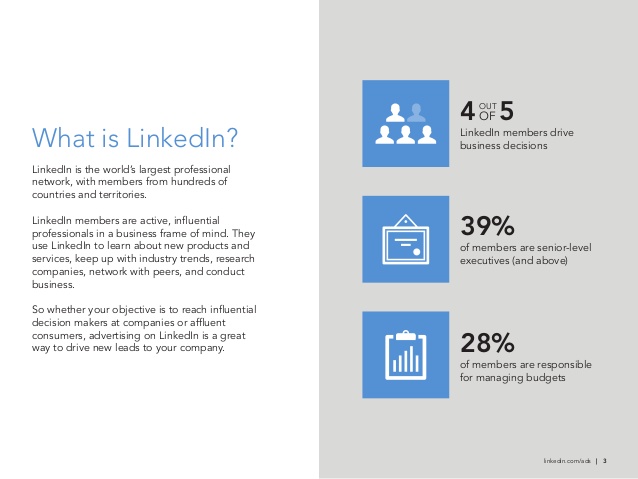 What is LinkedIn?
LinkedIn is the world's largest professional
network, with members from hundreds of
countries and territories.
LinkedIn members are active, influential
professionals in a business frame of mind. They
use LinkedIn to learn about new products and
services, keep up with industry trends, research
companies, network with peers, and conduct
business.
So whether your objective is to reach influential
decision makers at companies or affluent
consumers, advertising on LinkedIn is a great
way to drive new leads to your company.
4 OUT OF 5
LinkedIn members drive
business decisions
39%
of members are senior-level
executives (and above)
28%
of members are responsible
for managing budgets
linkedin.com/ads | 3